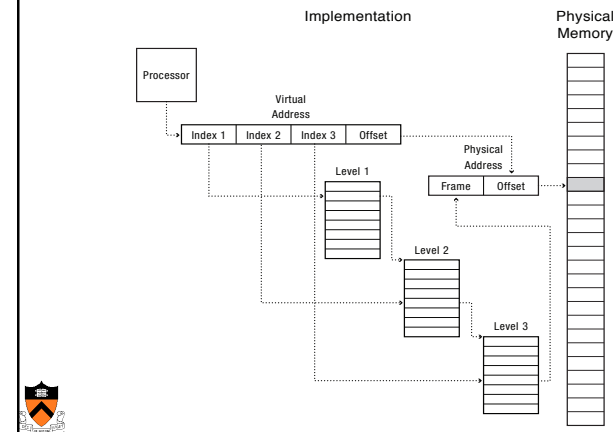 Implementation
Physical
Memory
Processor
Virtual
Address
Index 1 Index 2 Index 3 Offset
Physical
Address
Frame Offset
Level 1
Level 2
Level 3